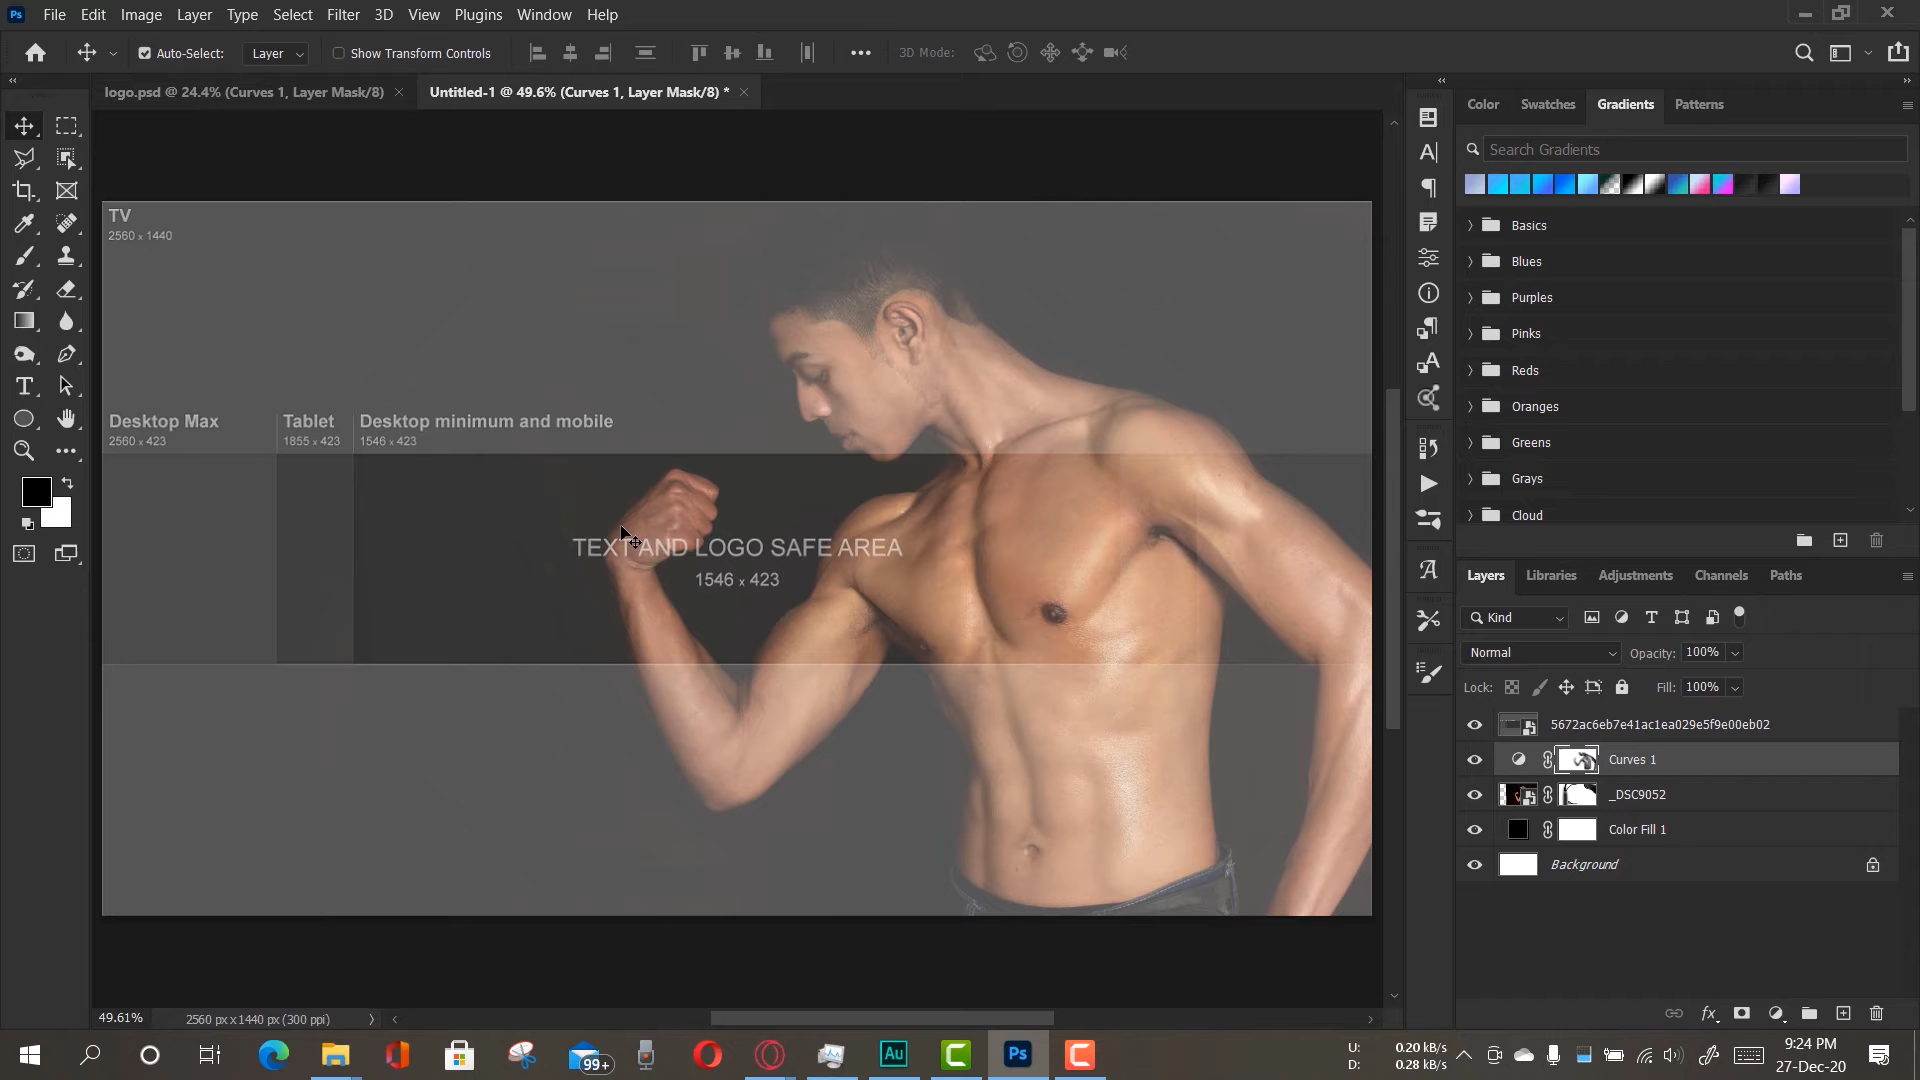 Ps File Edit Image Layer Type Select Filter 3D View Plugins Window Help
Auto-Select: Layer Show Transform Controls 3D Mode:
logo.psd @ 24.4% (Curves 1, Layer Mask/8) Untitled-1 @ 49.6% (Curves 1, Layer Mask/8) *
Color Swatches Gradients Patterns
Search Gradients
TV
2560 x 1440
Basics
Blues
Purples
Pinks
Reds
Oranges
Greens
Grays
Cloud
Desktop Max Tablet Desktop minimum and mobile
2560 x 423 1855 x 423 1546 x 423
TEXT AND LOGO SAFE AREA
1546 x 423
Layers Libraries Adjustments Channels Paths
Kind
Normal Opacity: 100%
Lock: Fill: 100%
5672ac6eb7e41ac1ea029e5f9e00eb02
Curves 1
_DSC9052
Color Fill 1
Background
fx
49.61% 2560 px x 1440 px (300 ppi)
99+ Au Ps
U: 0.20 kB/s
D: 0.28 kB/s
9:24 PM
27-Dec-20